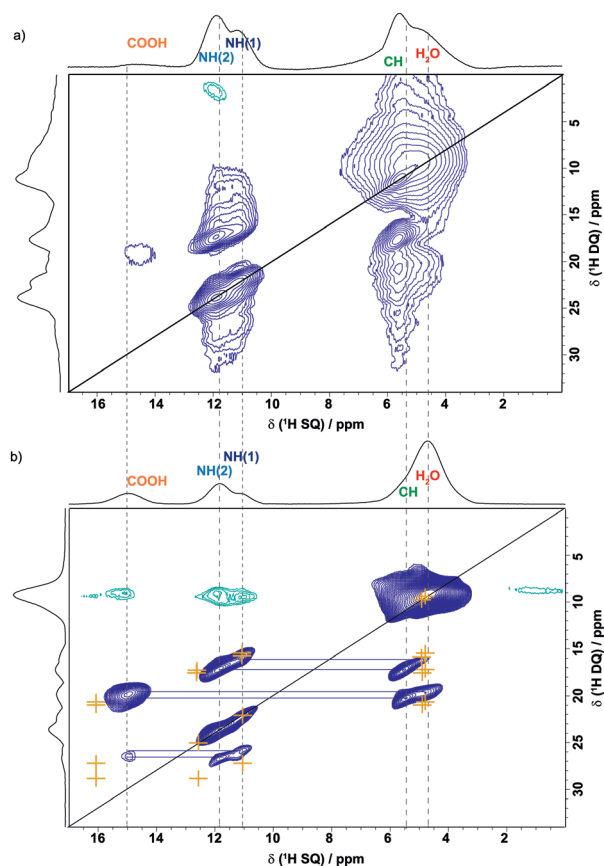 a)
COOH
NH(2)
NH(1)
CH
H₂O
5
10
15
20
25
30
δ (¹H DQ) / ppm
16 14 12 10 8 6 4 2 0
δ (¹H SQ) / ppm
b)
COOH
NH(2)
NH(1)
CH
H₂O
5
10
15
20
25
30
δ (¹H DQ) / ppm
16 14 12 10 8 6 4 2 0
δ (¹H SQ) / ppm